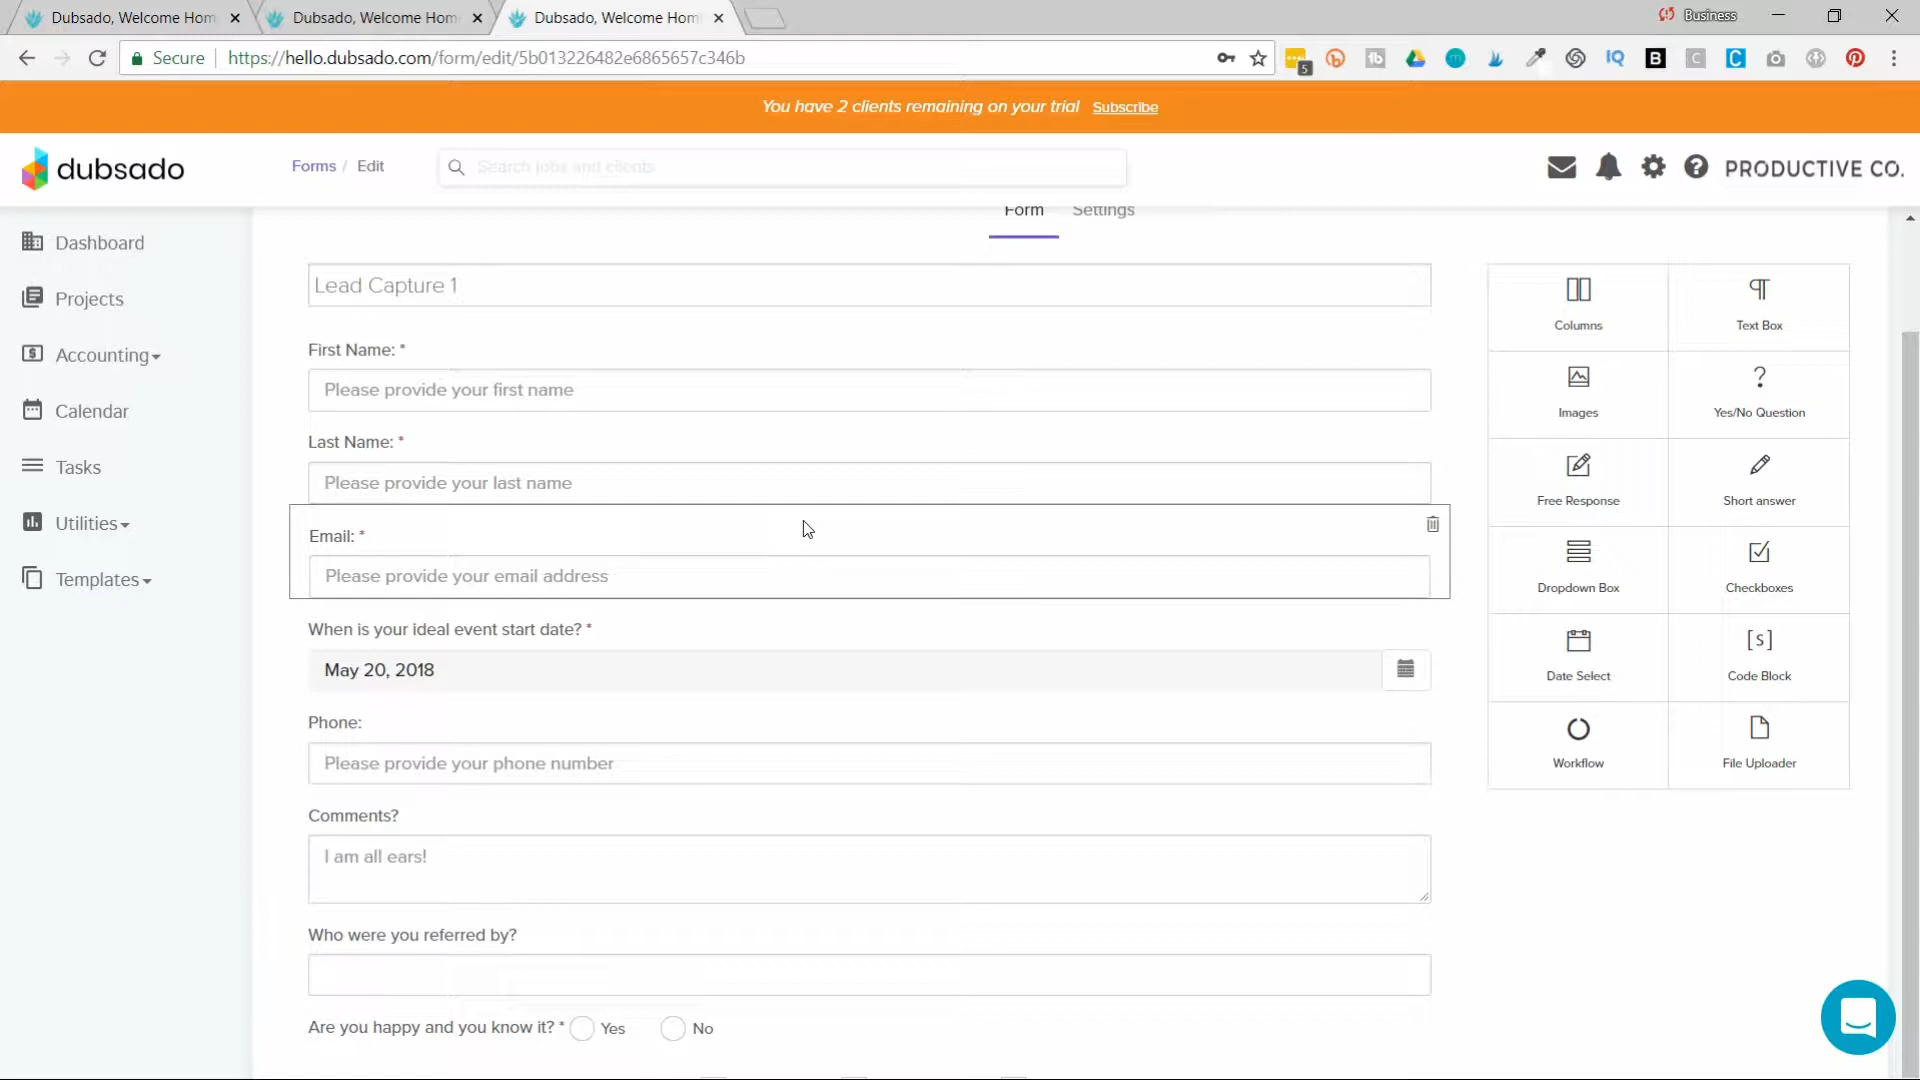 Dubsado, Welcome Hom
Dubsado, Welcome Hom
Dubsado, Welcome Hom
Business
Secure
https://hello.dubsado.com/form/edit/5b013226482e6865657c346b
5
IQ
B
C
C
You have 2 clients remaining on your trial Subscribe
dubsado
Forms / Edit
Search jobs and clients
PRODUCTIVE CO.
Form
Settings
Dashboard
Projects
Accounting
Calendar
Tasks
Utilities
Templates
Lead Capture 1
First Name: *
Please provide your first name
Last Name: *
Please provide your last name
Email: *
Please provide your email address
When is your ideal event start date? *
May 20, 2018
Phone:
Please provide your phone number
Comments?
I am all ears!
Who were you referred by?
Are you happy and you know it? * Yes No
Columns
Text Box
Images
Yes/No Question
Free Response
Short answer
Dropdown Box
Checkboxes
Date Select
[s]
Code Block
Workflow
File Uploader